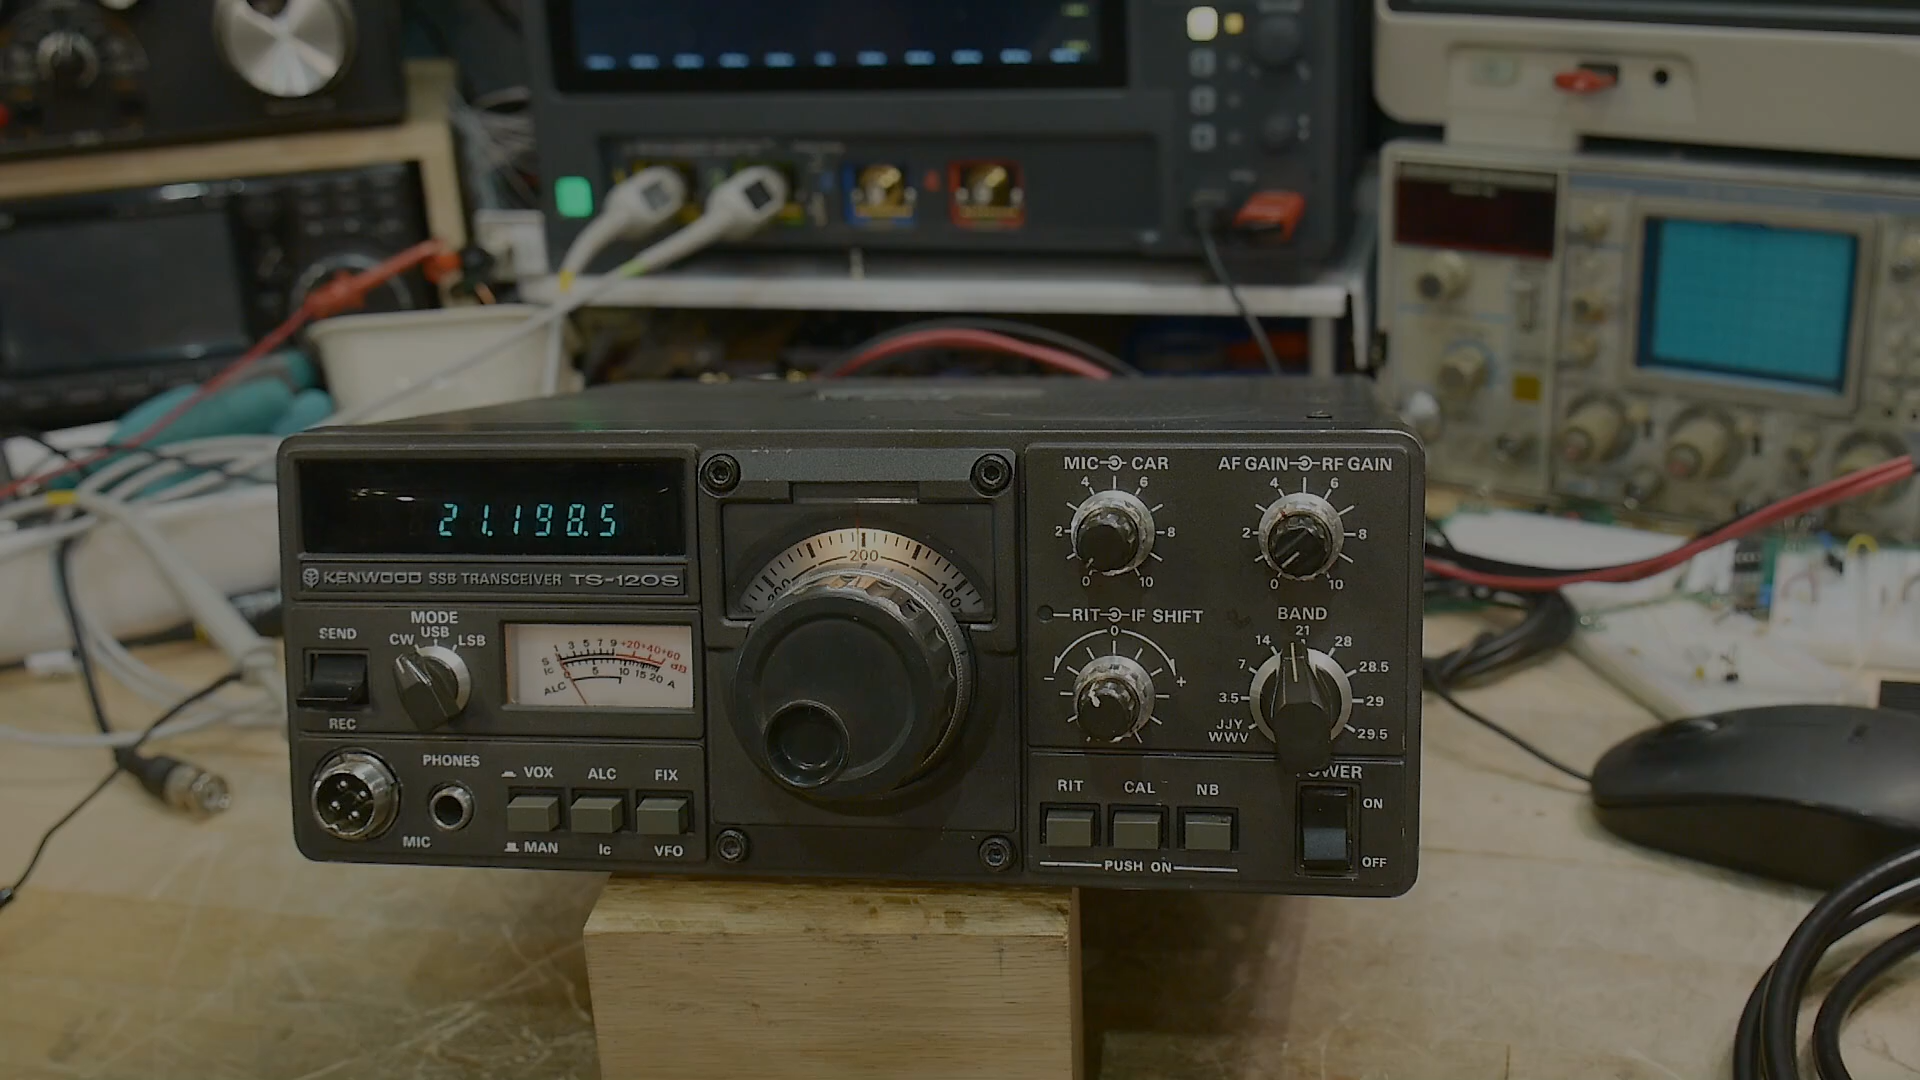 21.198.5
KENWOOD SSB TRANSCEIVER TS-120S
200
100
MIC CAR
4 6
2 8
0 10
AF GAIN RF GAIN
4 6
2 8
0 10
SEND
REC
MODE
CW USB LSB
S 1 3 5 7 9 +20+40+60 dB
Ic 0 5 10 15 20 A
ALC
RIT IF SHIFT
0
- +
BAND
JJY
WWV
3.5
7
14
21
28
28.5
29
29.5
MIC
PHONES
VOX ALC FIX
MAN Ic VFO
RIT CAL NB
PUSH ON
POWER
ON
OFF